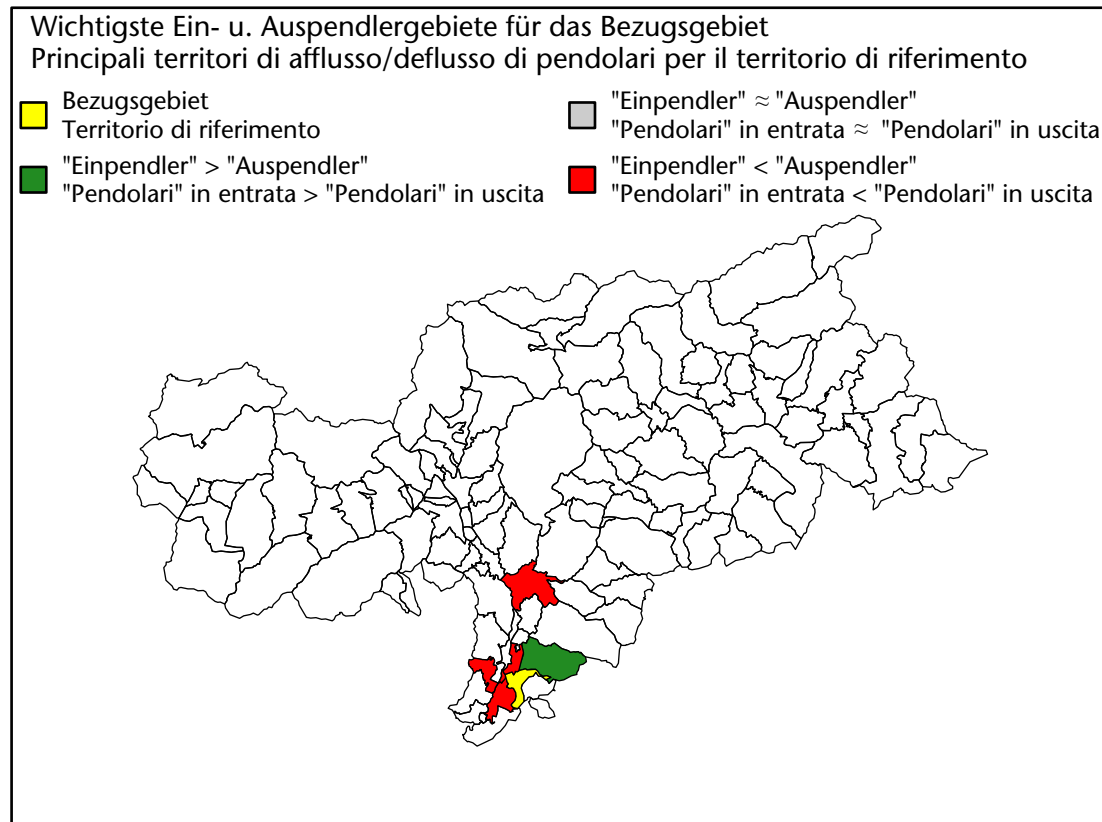 Wichtigste Ein- u. Auspendlergebiete für das Bezugsgebiet
Principali territori di afflusso/deflusso di pendolari per il territorio di riferimento
Bezugsgebiet
Territorio di riferimento
"Einpendler" > "Auspendler"
"Pendolari" in entrata > "Pendolari" in uscita
"Einpendler" ≈ "Auspendler"
"Pendolari" in entrata ≈ "Pendolari" in uscita
"Einpendler" < "Auspendler"
"Pendolari" in entrata < "Pendolari" in uscita